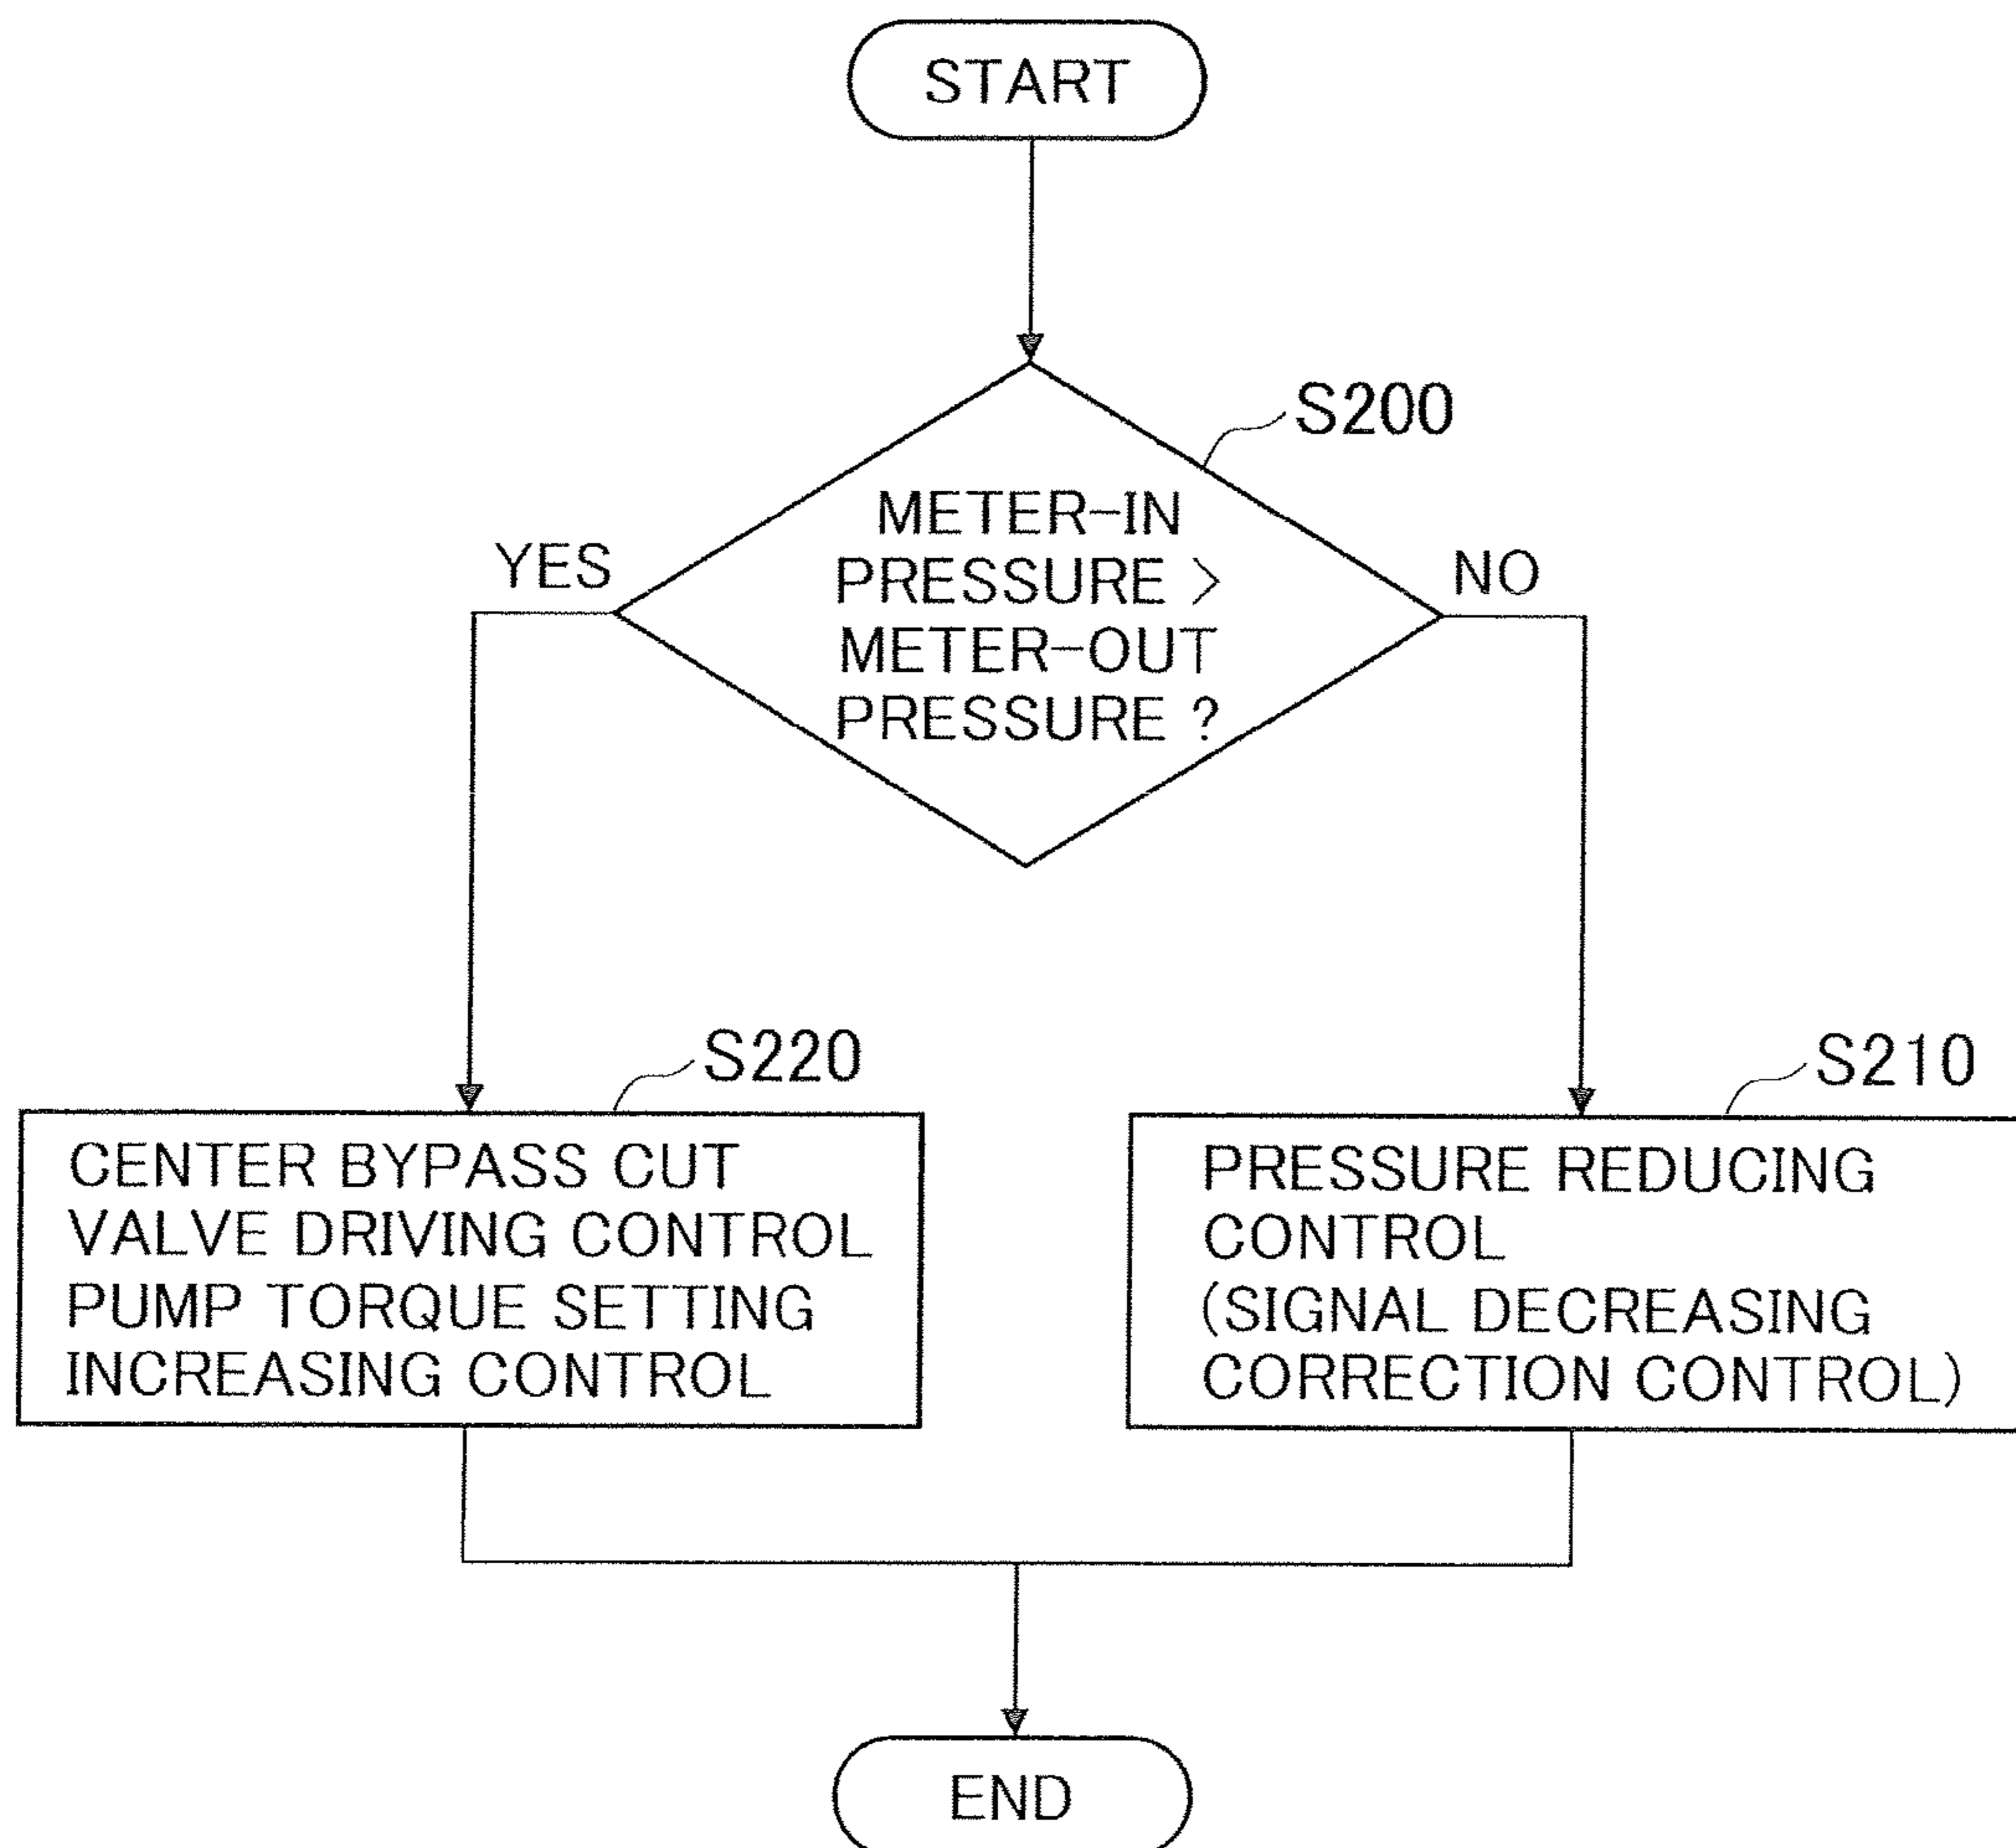 START
S200
METER-IN
PRESSURE >
METER-OUT
PRESSURE ?
YES
NO
S220
CENTER BYPASS CUT
VALVE DRIVING CONTROL
PUMP TORQUE SETTING
INCREASING CONTROL
S210
PRESSURE REDUCING
CONTROL
(SIGNAL DECREASING
CORRECTION CONTROL)
END